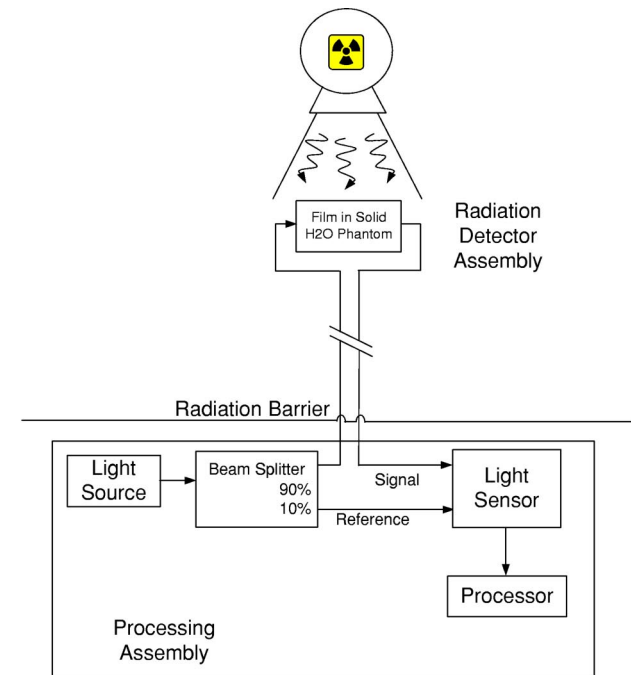 Film in Solid
H2O Phantom
Radiation
Detector
Assembly
Radiation Barrier
Light
Source
Beam Splitter
90%
10%
Signal
Reference
Light
Sensor
Processor
Processing
Assembly